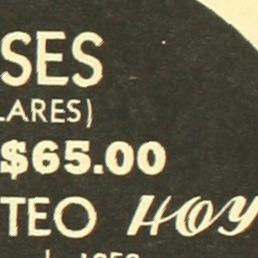 SES
LARES)
$65.00
TEO HOY